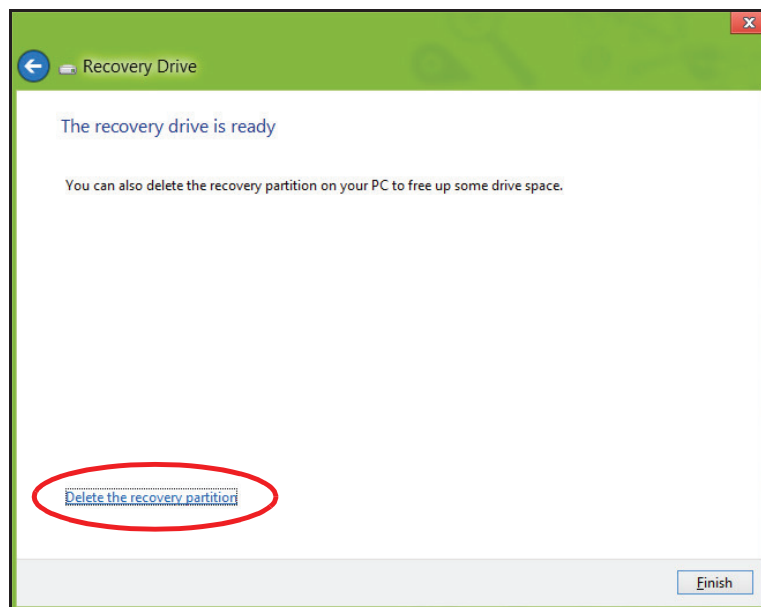 Recovery Drive
The recovery drive is ready
You can also delete the recovery partition on your PC to free up some drive space.
Delete the recovery partition
Finish